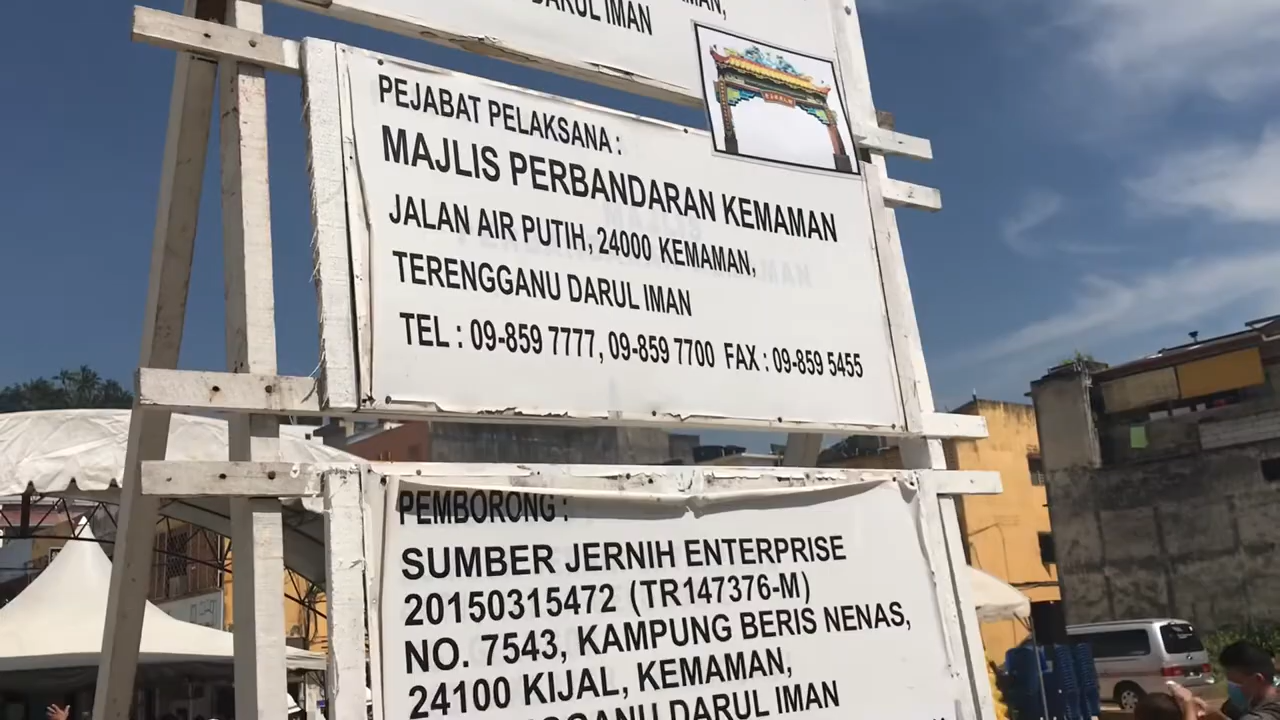 DARUL IMAN
PEJABAT PELAKSANA :
MAJLIS PERBANDARAN KEMAMAN
JALAN AIR PUTIH, 24000 KEMAMAN,
TERENGGANU DARUL IMAN
TEL : 09-859 7777, 09-859 7700 FAX : 09-859 5455
PEMBORONG :
SUMBER JERNIH ENTERPRISE
20150315472 (TR147376-M)
NO. 7543, KAMPUNG BERIS NENAS,
24100 KIJAL, KEMAMAN,
DARUL IMAN